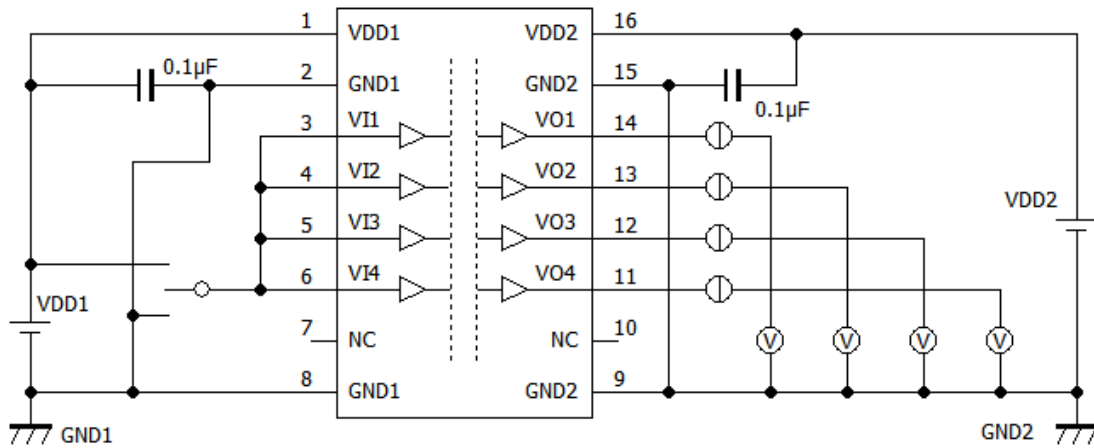 1 VDD1 VDD2 16
0.1µF 2 GND1 GND2 15
0.1µF
3 VI1 VO1 14
4 VI2 VO2 13
5 VI3 VO3 12
VDD2
6 VI4 VO4 11
VDD1
7 NC NC 10
V V V V
8 GND1 GND2 9
GND1 GND2